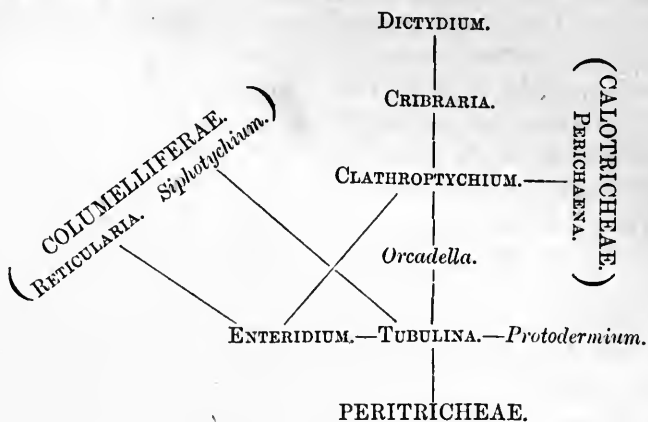 DICTYDIUM.
CRIBRARIA.
(CALOTRICHEAE.
PERICHAENA.)
(COLUMELLIFERAE.
RETICULARIA. Siphotychium.)
CLATHROPTYCHIUM.—
Orcadella.
ENTERIDIUM.—TUBULINA.—Protodermium.
PERITRICHEAE.